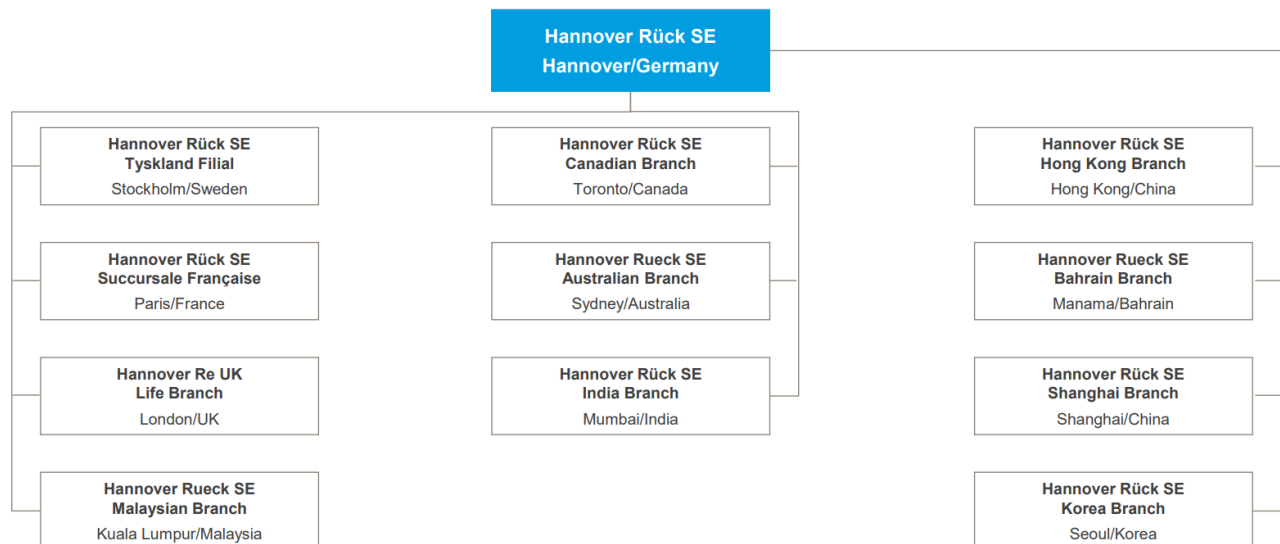 Hannover Rück SE
Hannover/Germany
Hannover Rück SE
Tyskland Filial
Stockholm/Sweden
Hannover Rück SE
Canadian Branch
Toronto/Canada
Hannover Rück SE
Hong Kong Branch
Hong Kong/China
Hannover Rück SE
Succursale Française
Paris/France
Hannover Rueck SE
Australian Branch
Sydney/Australia
Hannover Rueck SE
Bahrain Branch
Manama/Bahrain
Hannover Re UK
Life Branch
London/UK
Hannover Rück SE
India Branch
Mumbai/India
Hannover Rück SE
Shanghai Branch
Shanghai/China
Hannover Rueck SE
Malaysian Branch
Kuala Lumpur/Malaysia
Hannover Rück SE
Korea Branch
Seoul/Korea